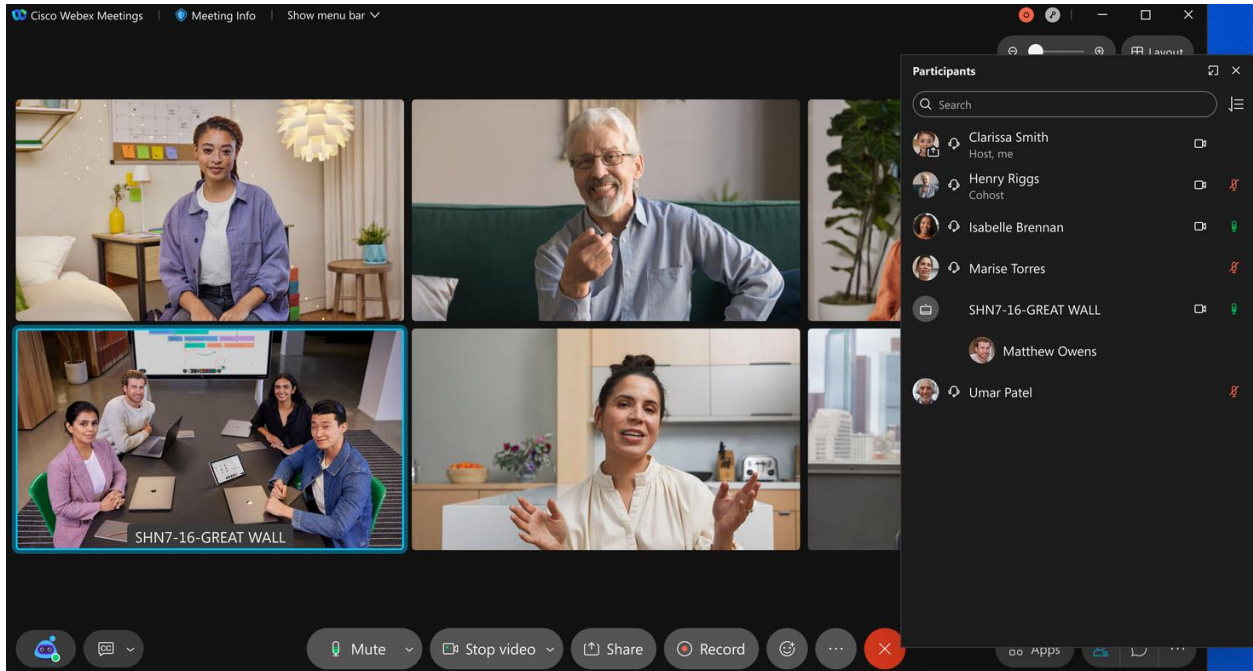 Cisco Webex Meetings
Meeting Info
Show menu bar
Layout
Participants
Search
Clarissa Smith
Host, me
Henry Riggs
Cohost
Isabelle Brennan
Marise Torres
SHN7-16-GREAT WALL
Matthew Owens
Umar Patel
SHN7-16-GREAT WALL
CC
Mute
Stop video
Share
Record
Apps